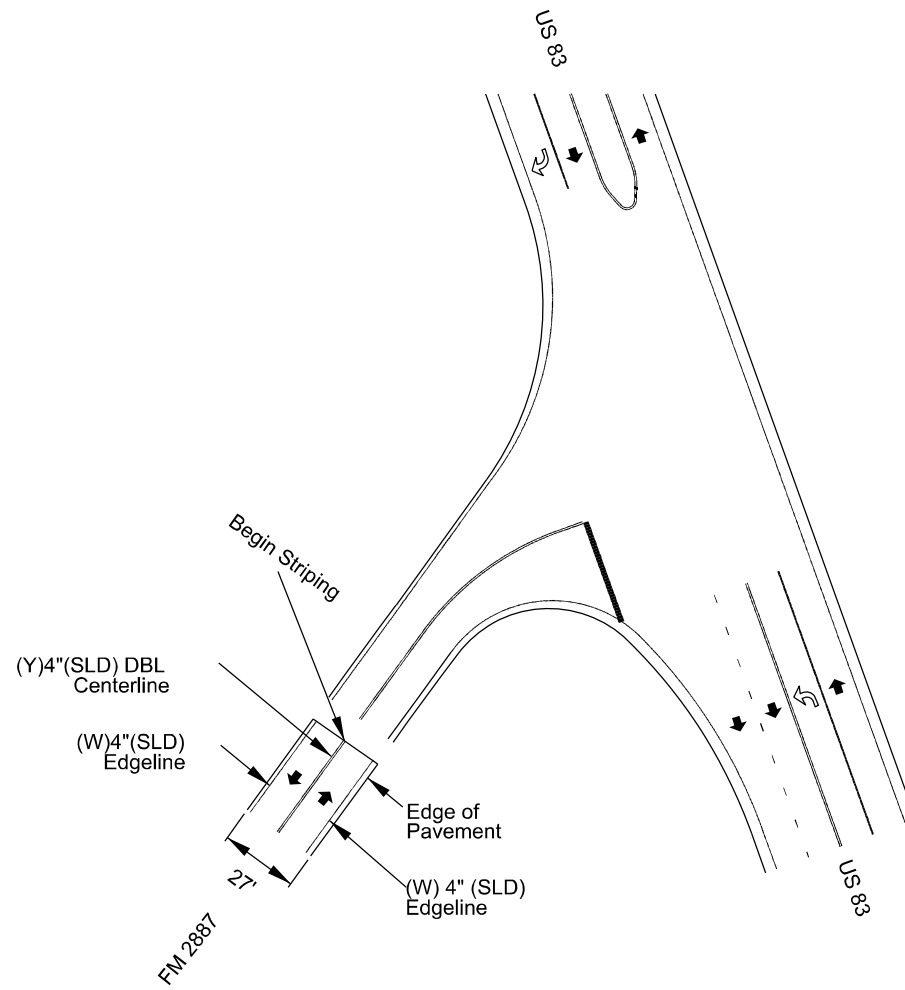 US 83
Begin Striping
(Y)4"(SLD) DBL
Centerline
(W)4"(SLD)
Edgeline
Edge of
Pavement
27'
(W) 4" (SLD)
Edgeline
US 83
FM 2887